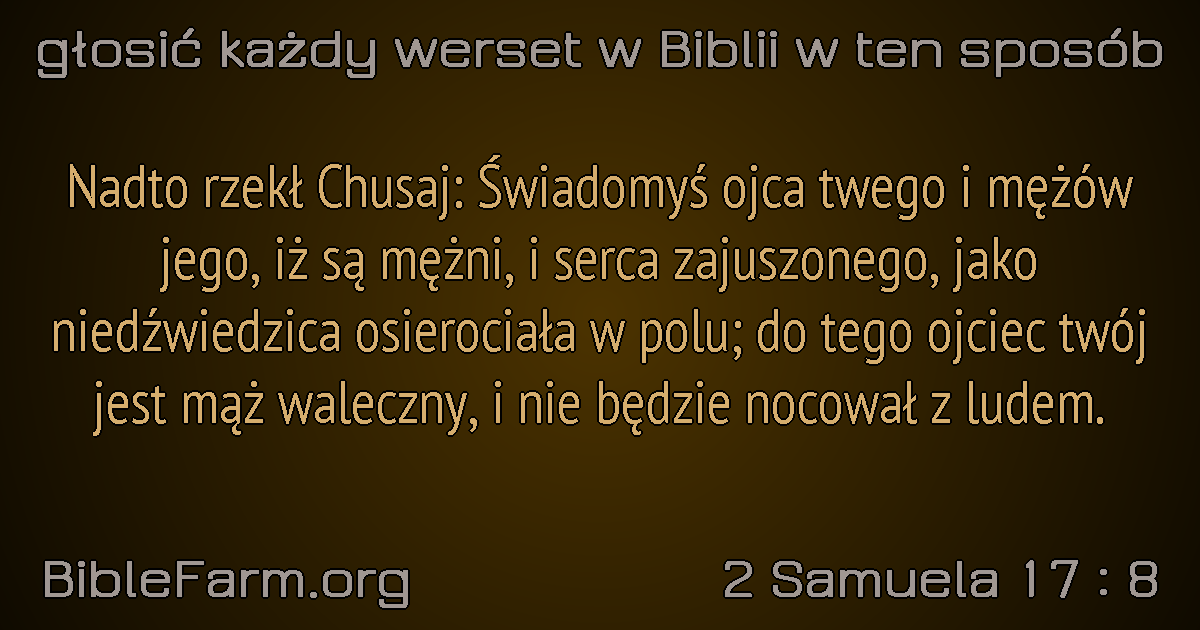 głosić każdy werset w Biblii w ten sposób
Nadto rzekł Chusaj: Świadomyś ojca twego i mężów
jego, iż są mężni, i serca zajuszonego, jako
niedźwiedzica osierociała w polu; do tego ojciec twój
jest mąż waleczny, i nie będzie nocował z ludem.
BibleFarm.org
2 Samuela 17 : 8